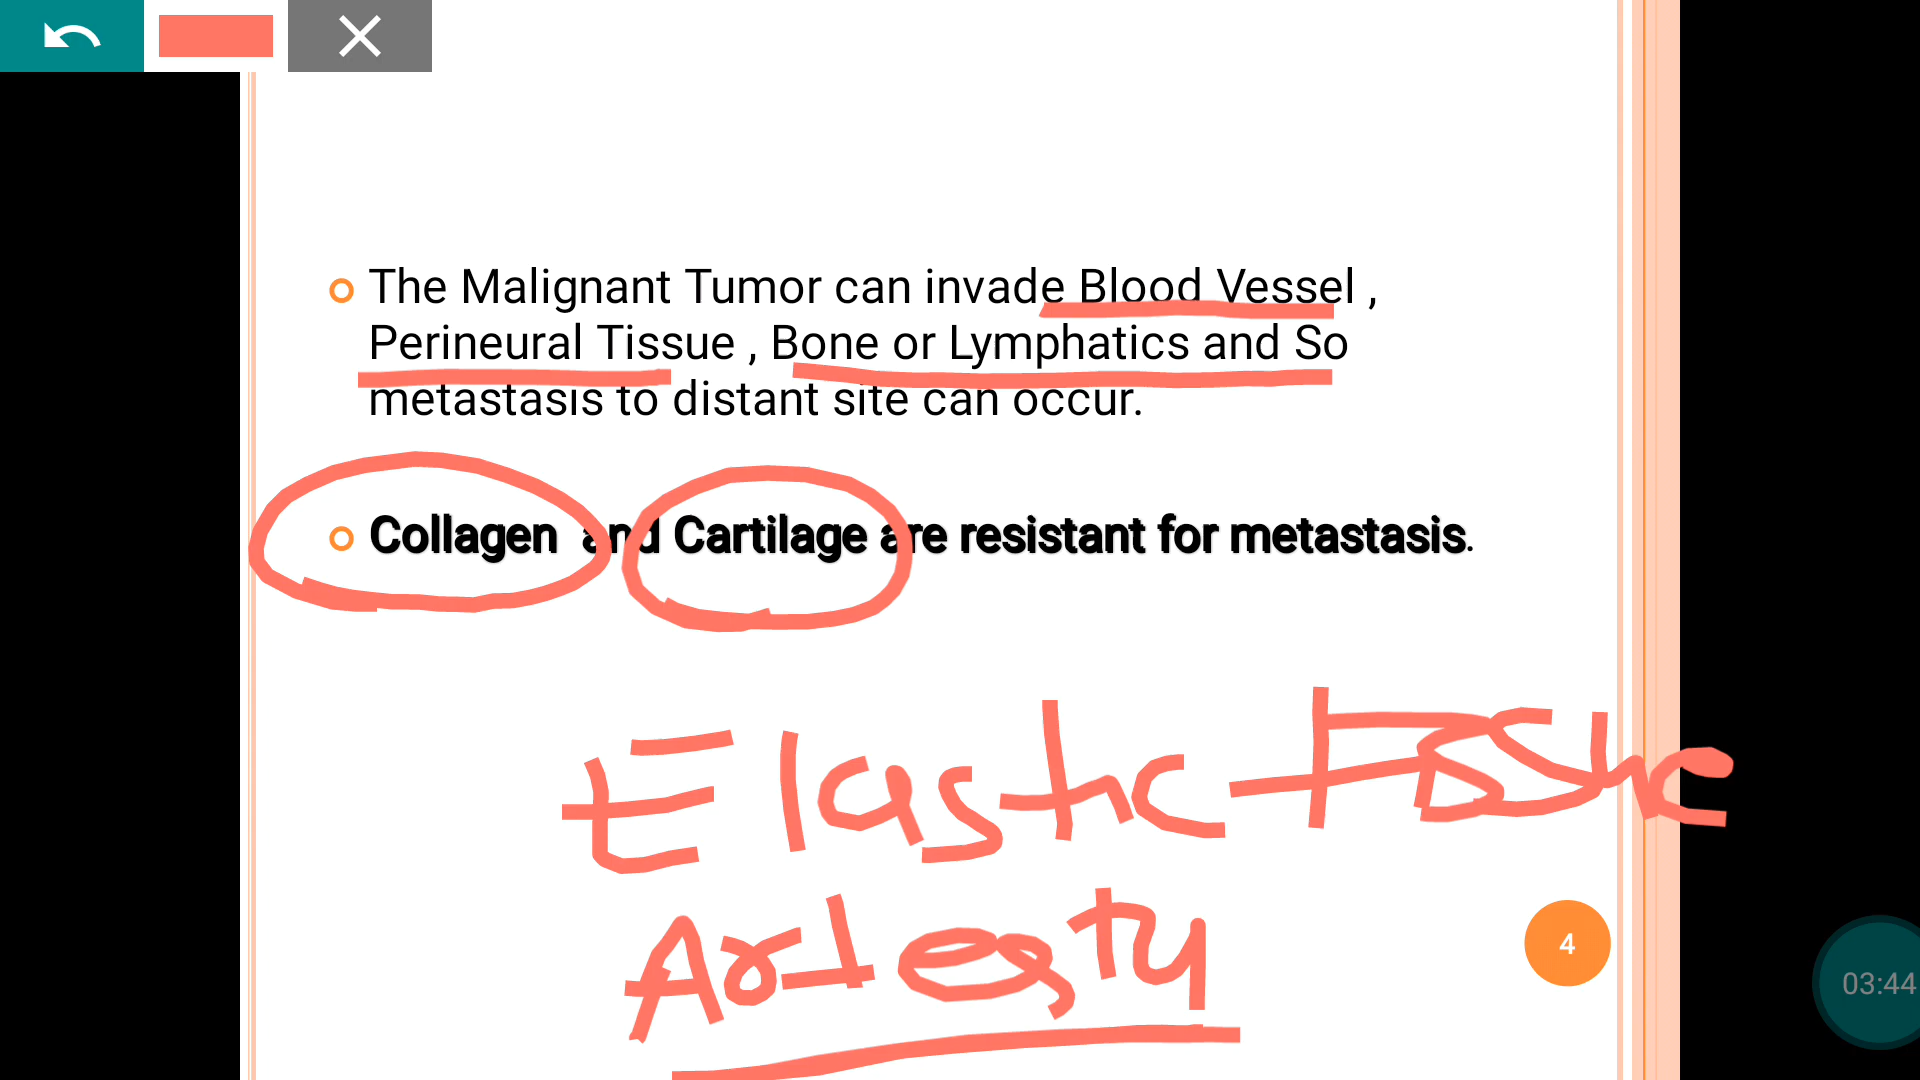 The Malignant Tumor can invade Blood Vessel ,
Perineural Tissue , Bone or Lymphatics and So
metastasis to distant site can occur.
Collagen and Cartilage are resistant for metastasis.
Elastic Tissue
4
03:44